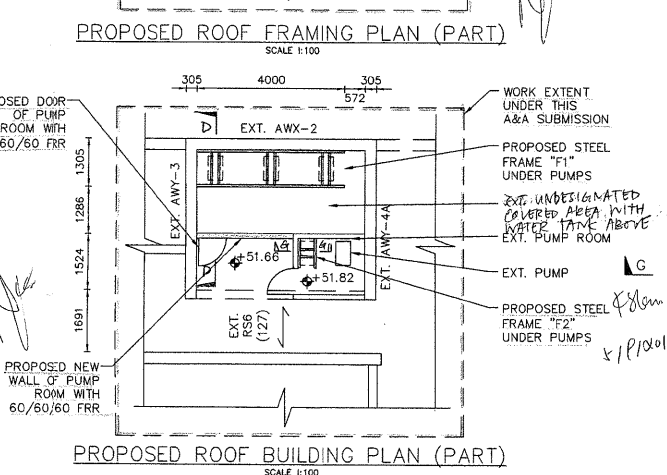 PROPOSED ROOF FRAMING PLAN (PART)
SCALE 1:100
305 4000 305
572
OSED DOOR
OF PUMP
ROOM WITH
60/60 FRR
WORK EXTENT
UNDER THIS
A&A SUBMISSION
D
EXT. AWX-2
PROPOSED STEEL
FRAME "F1"
UNDER PUMPS
1305
1286
1524
1691
EXT. AWY-3
EXT. AWY-4A
EXT. UNDESIGNATED
COVERED AREA WITH
WATER TANK ABOVE
EXT. PUMP ROOM
G G
+51.66
D
+51.82
EXT. PUMP
G
EXT.
RS6
(127)
PROPOSED STEEL
FRAME "F2"
UNDER PUMPS
PROPOSED NEW
WALL OF PUMP
ROOM WITH
60/60/60 FRR
PROPOSED ROOF BUILDING PLAN (PART)
SCALE 1:100